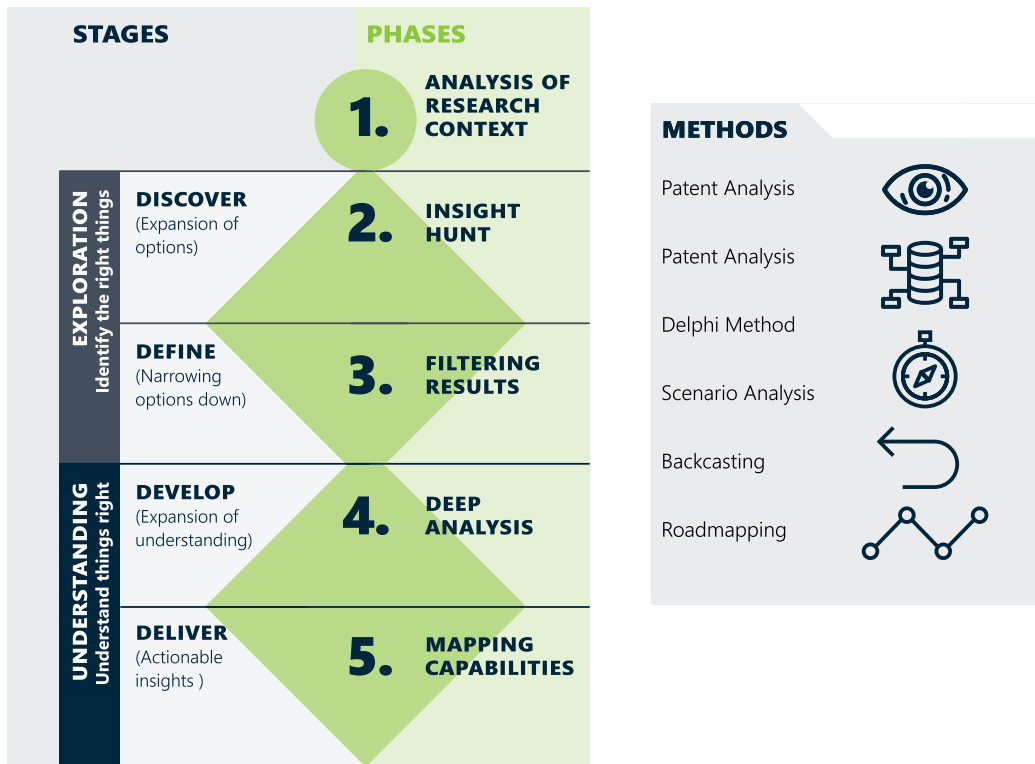 STAGES
PHASES
1.
ANALYSIS OF
RESEARCH
CONTEXT
EXPLORATION
Identify the right things
DISCOVER
(Expansion of
options)
2.
INSIGHT
HUNT
DEFINE
(Narrowing
options down)
3.
FILTERING
RESULTS
UNDERSTANDING
Understand things right
DEVELOP
(Expansion of
understanding)
4.
DEEP
ANALYSIS
DELIVER
(Actionable
insights )
5.
MAPPING
CAPABILITIES
METHODS
Patent Analysis
Patent Analysis
Delphi Method
Scenario Analysis
Backcasting
Roadmapping